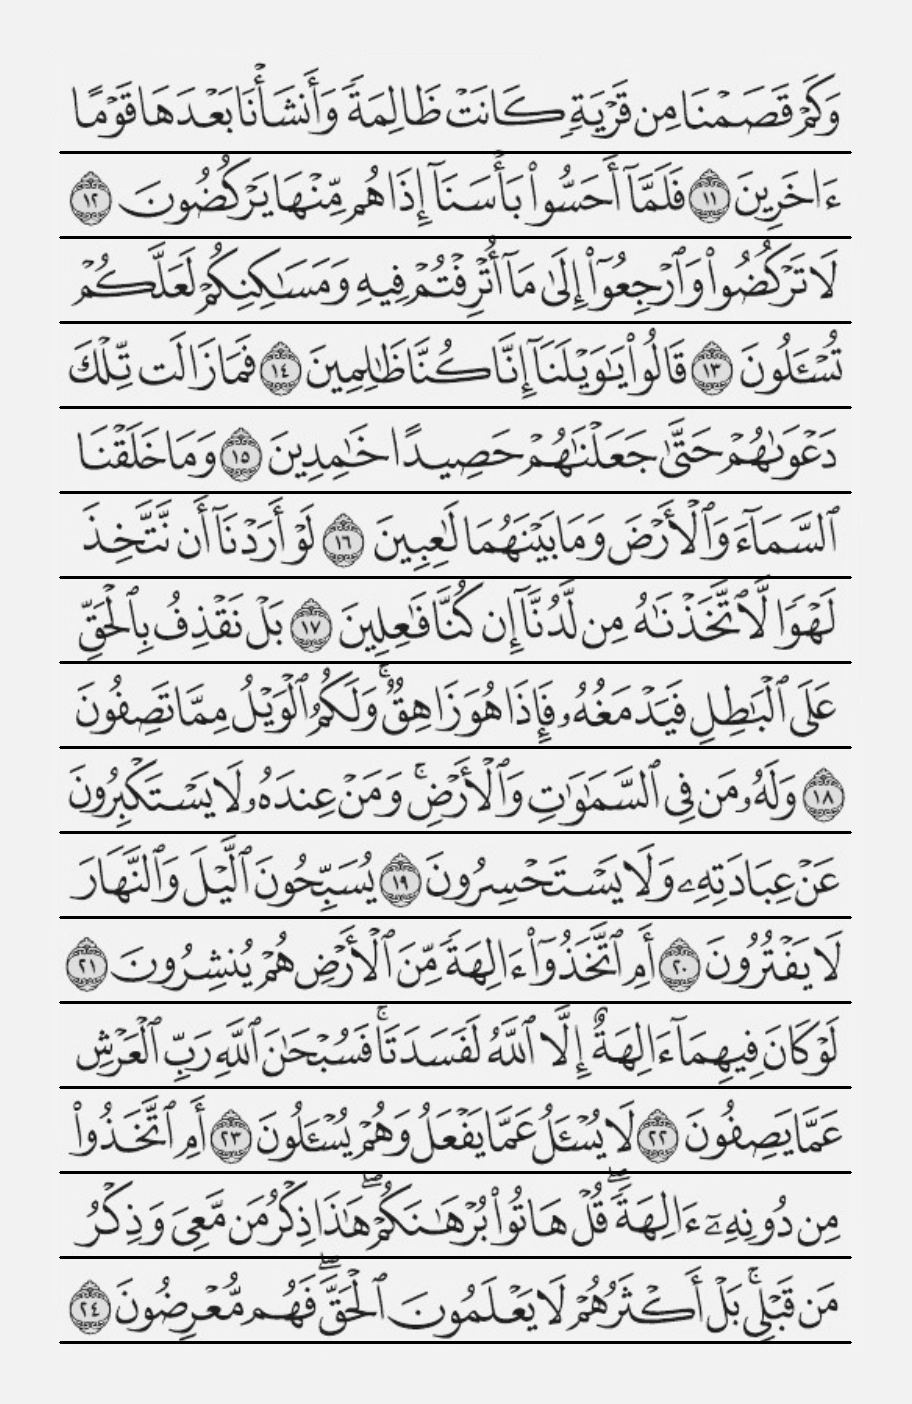 وَكَمْ قَصَمْنَا مِن قَرْيَةٍ كَانَتْ ظَالِمَةً وَأَنشَأْنَا بَعْدَهَا قَوْمًا
ءَاخَرِينَ ١١ فَلَمَّآ أَحَسُّوا۟ بَأْسَنَآ إِذَا هُم مِّنْهَا يَرْكُضُونَ ١٢
لَا تَرْكُضُوا۟ وَٱرْجِعُوٓا۟ إِلَىٰ مَآ أُتْرِفْتُمْ فِيهِ وَمَسَـٰكِنِكُمْ لَعَلَّكُمْ
تُسْـَٔلُونَ ١٣ قَالُوا۟ يَـٰوَيْلَنَآ إِنَّا كُنَّا ظَـٰلِمِينَ ١٤ فَمَا زَالَت تِّلْكَ
دَعْوَىٰهُمْ حَتَّىٰ جَعَلْنَـٰهُمْ حَصِيدًا خَـٰمِدِينَ ١٥ وَمَا خَلَقْنَا
ٱلسَّمَآءَ وَٱلْأَرْضَ وَمَا بَيْنَهُمَا لَـٰعِبِينَ ١٦ لَوْ أَرَدْنَآ أَن نَّتَّخِذَ
لَهْوًا لَّٱتَّخَذْنَـٰهُ مِن لَّدُنَّآ إِن كُنَّا فَـٰعِلِينَ ١٧ بَلْ نَقْذِفُ بِٱلْحَقِّ
عَلَى ٱلْبَـٰطِلِ فَيَدْمَغُهُۥ فَإِذَا هُوَ زَاهِقٌ ۚ وَلَكُمُ ٱلْوَيْلُ مِمَّا تَصِفُونَ
١٨ وَلَهُۥ مَن فِى ٱلسَّمَـٰوَٰتِ وَٱلْأَرْضِ ۚ وَمَنْ عِندَهُۥ لَا يَسْتَكْبِرُونَ
عَنْ عِبَادَتِهِۦ وَلَا يَسْتَحْسِرُونَ ١٩ يُسَبِّحُونَ ٱلَّيْلَ وَٱلنَّهَارَ
لَا يَفْتُرُونَ ٢٠ أَمِ ٱتَّخَذُوٓا۟ ءَالِهَةً مِّنَ ٱلْأَرْضِ هُمْ يُنشِرُونَ ٢١
لَوْ كَانَ فِيهِمَآ ءَالِهَةٌ إِلَّا ٱللَّهُ لَفَسَدَتَا ۚ فَسُبْحَـٰنَ ٱللَّهِ رَبِّ ٱلْعَرْشِ
عَمَّا يَصِفُونَ ٢٢ لَا يُسْـَٔلُ عَمَّا يَفْعَلُ وَهُمْ يُسْـَٔلُونَ ٢٣ أَمِ ٱتَّخَذُوا۟
مِن دُونِهِۦٓ ءَالِهَةً ۖ قُلْ هَاتُوا۟ بُرْهَـٰنَكُمْ ۖ هَـٰذَا ذِكْرُ مَن مَّعِىَ وَذِكْرُ
مَن قَبْلِى ۚ بَلْ أَكْثَرُهُمْ لَا يَعْلَمُونَ ٱلْحَقَّ ۖ فَهُم مُّعْرِضُونَ ٢٤